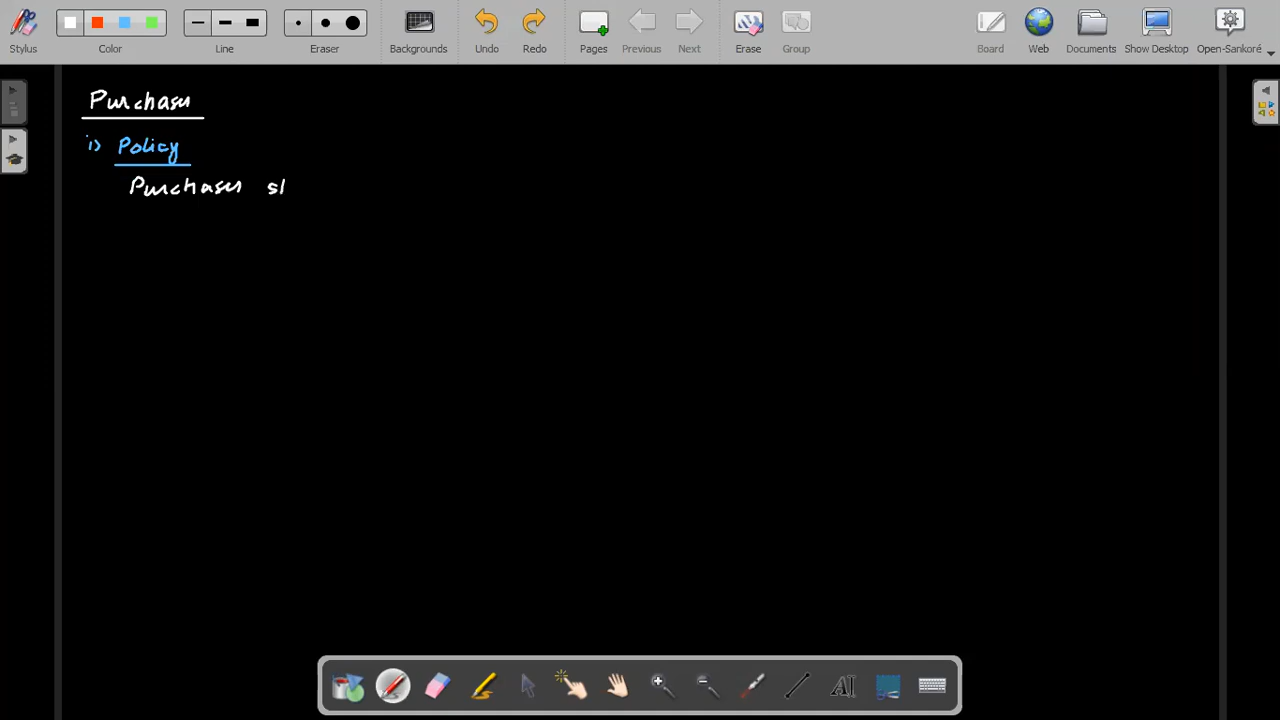 Stylus
Color
Line
Eraser
Backgrounds
Undo
Redo
Pages
Previous
Next
Erase
Group
Board
Web
Documents
Show Desktop
Open-Sankoré
Purchases
i) Policy
Purchases
AI